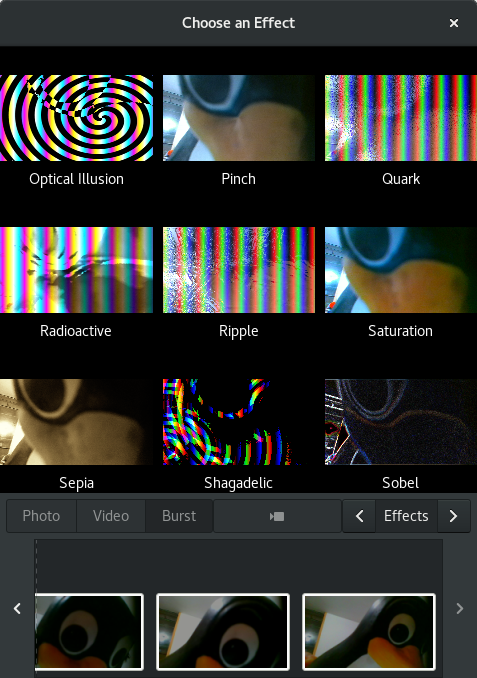 Choose an Effect
Optical Illusion
Pinch
Quark
Radioactive
Ripple
Saturation
Sepia
Shagadelic
Sobel
Photo
Video
Burst
Effects